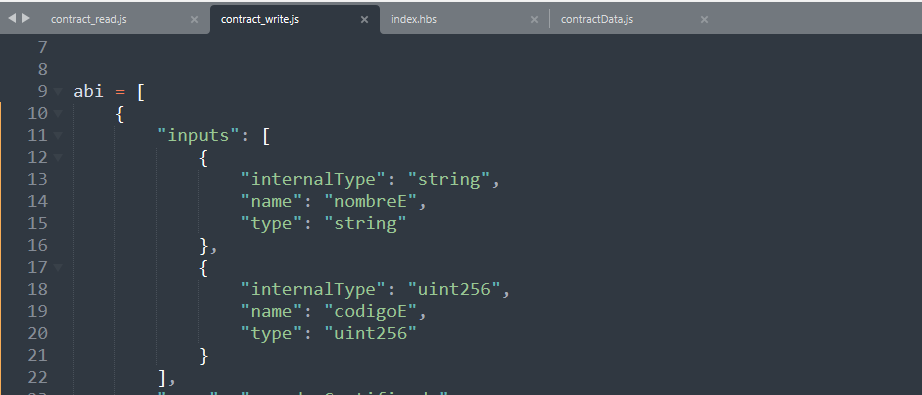 contract_read.js × contract_write.js × index.hbs × contractData.js ×
7
8
9 abi = [
10 {
11 "inputs": [
12 {
13 "internalType": "string",
14 "name": "nombreE",
15 "type": "string"
16 },
17 {
18 "internalType": "uint256",
19 "name": "codigoE",
20 "type": "uint256"
21 }
22 ],